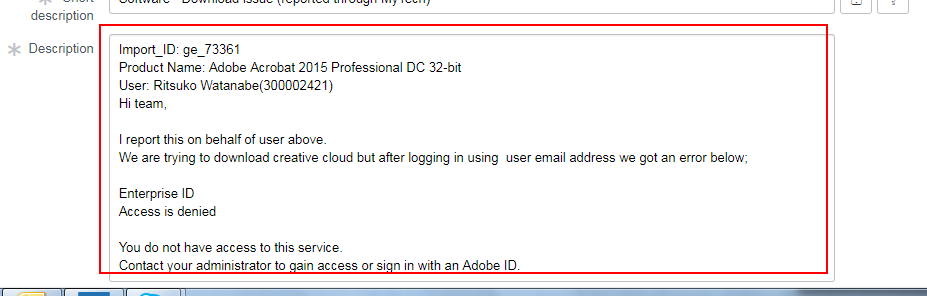 Short
Software - Download issue (reported through MyTech)
description
Description
Import_ID: ge_73361
Product Name: Adobe Acrobat 2015 Professional DC 32-bit
User: Ritsuko Watanabe(300002421)
Hi team,
I report this on behalf of user above.
We are trying to download creative cloud but after logging in using  user email address we got an error below;
Enterprise ID
Access is denied
You do not have access to this service.
Contact your administrator to gain access or sign in with an Adobe ID.